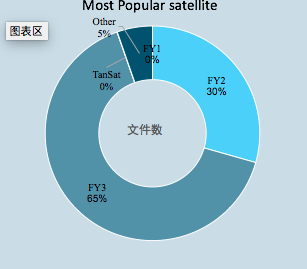 Most Popular satellite
图表区
Other
5%
FY1
0%
TanSat
0%
FY2
30%
文件数
FY3
65%